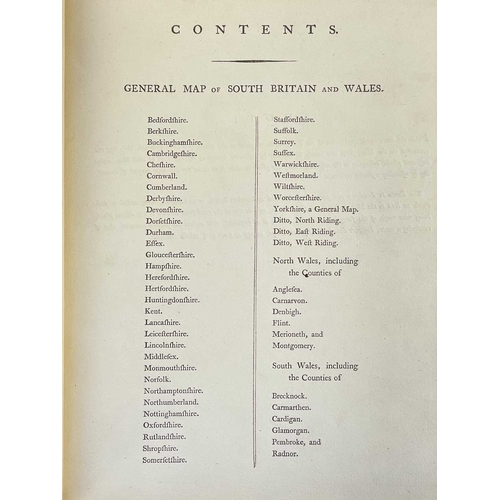 CONTENTS.
GENERAL MAP OF SOUTH BRITAIN AND WALES.
Bedfordſhire.
Berkſhire.
Buckinghamſhire.
Cambridgeſhire.
Cheſhire.
Cornwall.
Cumberland.
Derbyſhire.
Devonſhire.
Dorſetſhire.
Durham.
Eſſex.
Glouceſterſhire.
Hampſhire.
Herefordſhire.
Hertfordſhire.
Huntingdonſhire.
Kent.
Lancaſhire.
Leiceſterſhire.
Lincolnſhire.
Middleſex.
Monmouthſhire.
Norfolk.
Northamptonſhire.
Northumberland.
Nottinghamſhire.
Oxfordſhire.
Rutlandſhire.
Shropſhire.
Somerſetſhire.
Staffordſhire.
Suffolk.
Surrey.
Suſſex.
Warwickſhire.
Weſtmorland.
Wiltſhire.
Worceſterſhire.
Yorkſhire, a General Map.
Ditto, North Riding.
Ditto, Eaſt Riding.
Ditto, Weſt Riding.
North Wales, including
the Counties of
Angleſea.
Carnarvon.
Denbigh.
Flint.
Merioneth, and
Montgomery.
South Wales, including
the Counties of
Brecknock.
Carmarthen.
Cardigan.
Glamorgan.
Pembroke, and
Radnor.